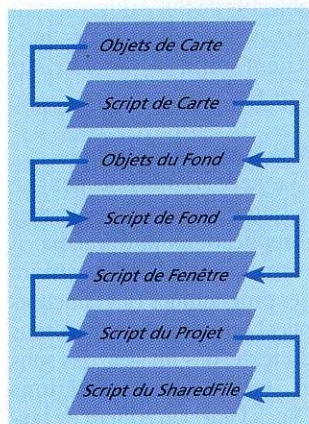 Objets de Carte
Script de Carte
Objets du Fond
Script de Fond
Script de Fenêtre
Script du Projet
Script du SharedFile